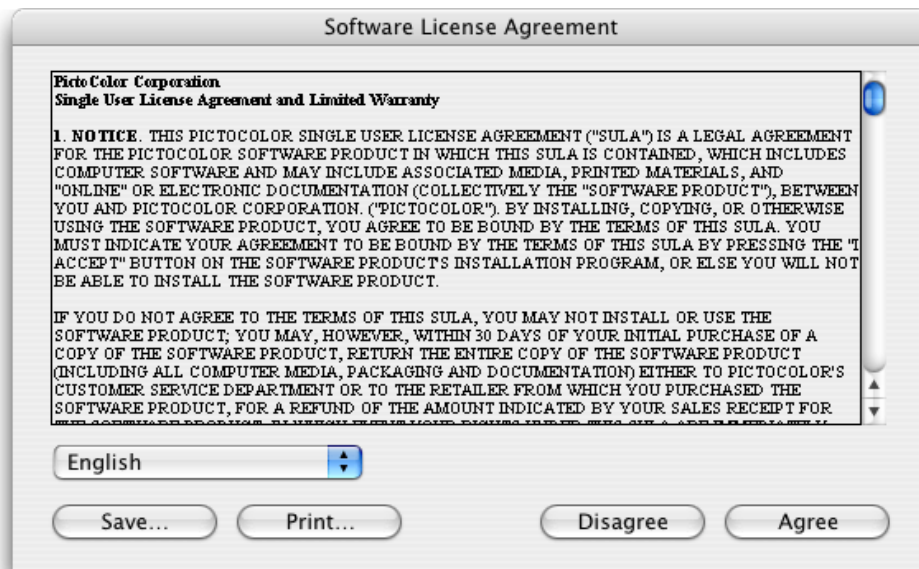 Software License Agreement
PictoColor Corporation
Single User License Agreement and Limited Warranty
1. NOTICE. THIS PICTOCOLOR SINGLE USER LICENSE AGREEMENT ("SULA") IS A LEGAL AGREEMENT
FOR THE PICTOCOLOR SOFTWARE PRODUCT IN WHICH THIS SULA IS CONTAINED, WHICH INCLUDES
COMPUTER SOFTWARE AND MAY INCLUDE ASSOCIATED MEDIA, PRINTED MATERIALS, AND
"ONLINE" OR ELECTRONIC DOCUMENTATION (COLLECTIVELY THE "SOFTWARE PRODUCT"), BETWEEN
YOU AND PICTOCOLOR CORPORATION. ("PICTOCOLOR"). BY INSTALLING, COPYING, OR OTHERWISE
USING THE SOFTWARE PRODUCT, YOU AGREE TO BE BOUND BY THE TERMS OF THIS SULA. YOU
MUST INDICATE YOUR AGREEMENT TO BE BOUND BY THE TERMS OF THIS SULA BY PRESSING THE "I
ACCEPT" BUTTON ON THE SOFTWARE PRODUCT'S INSTALLATION PROGRAM, OR ELSE YOU WILL NOT
BE ABLE TO INSTALL THE SOFTWARE PRODUCT.
IF YOU DO NOT AGREE TO THE TERMS OF THIS SULA, YOU MAY NOT INSTALL OR USE THE
SOFTWARE PRODUCT; YOU MAY, HOWEVER, WITHIN 30 DAYS OF YOUR INITIAL PURCHASE OF A
COPY OF THE SOFTWARE PRODUCT, RETURN THE ENTIRE COPY OF THE SOFTWARE PRODUCT
(INCLUDING ALL COMPUTER MEDIA, PACKAGING AND DOCUMENTATION) EITHER TO PICTOCOLOR'S
CUSTOMER SERVICE DEPARTMENT OR TO THE RETAILER FROM WHICH YOU PURCHASED THE
SOFTWARE PRODUCT, FOR A REFUND OF THE AMOUNT INDICATED BY YOUR SALES RECEIPT FOR
English
Save...
Print...
Disagree
Agree